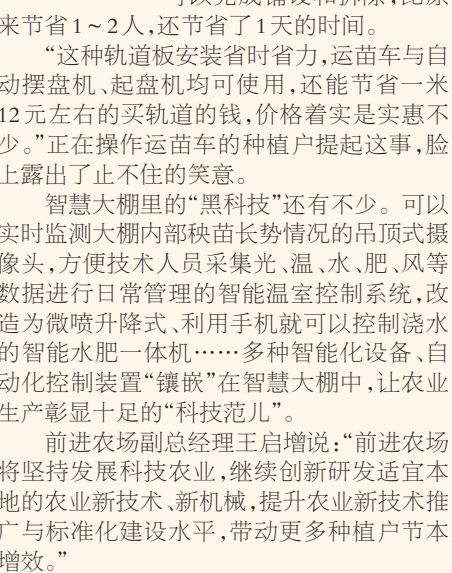 可以完成铺设和拆除，比原
来节省1~2人，还节省了1天的时间。
“这种轨道板安装省时省力，运苗车与自
动摆盘机、起盘机均可使用，还能节省一米
12元左右的买轨道的钱，价格着实是实惠不
少。”正在操作运苗车的种植户提起这事，脸
上露出了止不住的笑意。
智慧大棚里的“黑科技”还有不少。可以
实时监测大棚内部秧苗长势情况的吊顶式摄
像头，方便技术人员采集光、温、水、肥、风等
数据进行日常管理的智能温室控制系统，改
造为微喷升降式、利用手机就可以控制浇水
的智能水肥一体机……多种智能化设备、自
动化控制装置“镶嵌”在智慧大棚中，让农业
生产彰显十足的“科技范儿”。
前进农场副总经理王启增说：“前进农场
将坚持发展科技农业，继续创新研发适宜本
地的农业新技术、新机械，提升农业新技术推
广与标准化建设水平，带动更多种植户节本
增效。”